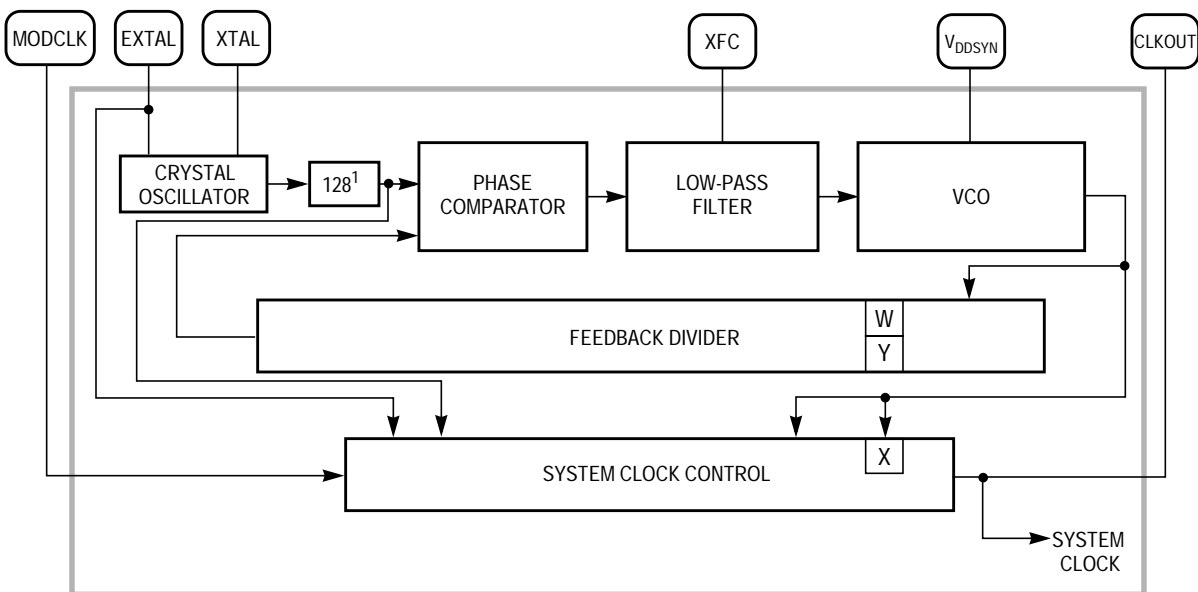 MODCLK
EXTAL
XTAL
XFC
VDDSYN
CLKOUT
CRYSTAL
OSCILLATOR
128¹
PHASE
COMPARATOR
LOW-PASS
FILTER
VCO
FEEDBACK DIVIDER
W
Y
SYSTEM CLOCK CONTROL
X
SYSTEM
CLOCK